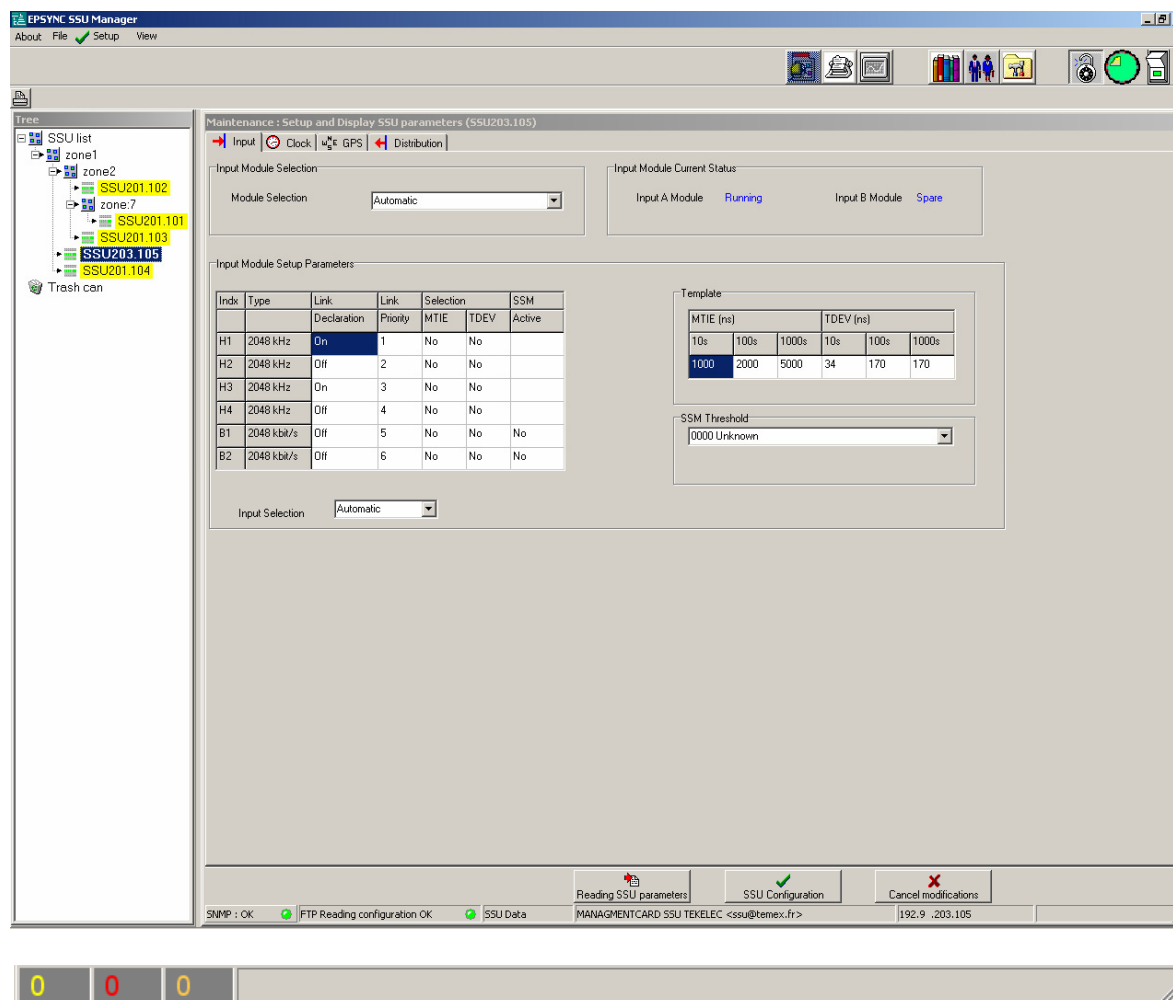 EPSYNC SSU Manager
About File Setup View
Tree
SSU list
zone1
zone2
SSU201.102
zone:7
SSU201.101
SSU201.103
SSU203.105
SSU201.104
Trash can
Maintenance : Setup and Display SSU parameters (SSU203.105)
Input Clock GPS Distribution
Input Module Selection
Module Selection Automatic
Input Module Current Status
Input A Module Running Input B Module Spare
Input Module Setup Parameters
Indx Type Link Link Selection SSM
Declaration Priority MTIE TDEV Active
H1 2048 kHz On 1 No No
H2 2048 kHz Off 2 No No
H3 2048 kHz On 3 No No
H4 2048 kHz Off 4 No No
B1 2048 kbit/s Off 5 No No No
B2 2048 kbit/s Off 6 No No No
Input Selection Automatic
Template
MTIE (ns) TDEV (ns)
10s 100s 1000s 10s 100s 1000s
1000 2000 5000 34 170 170
SSM Threshold
0000 Unknown
Reading SSU parameters SSU Configuration Cancel modifications
SNMP : OK FTP Reading configuration OK SSU Data MANAGMENTCARD SSU TEKELEC <ssu@temex.fr> 192.9 .203.105
0 0 0